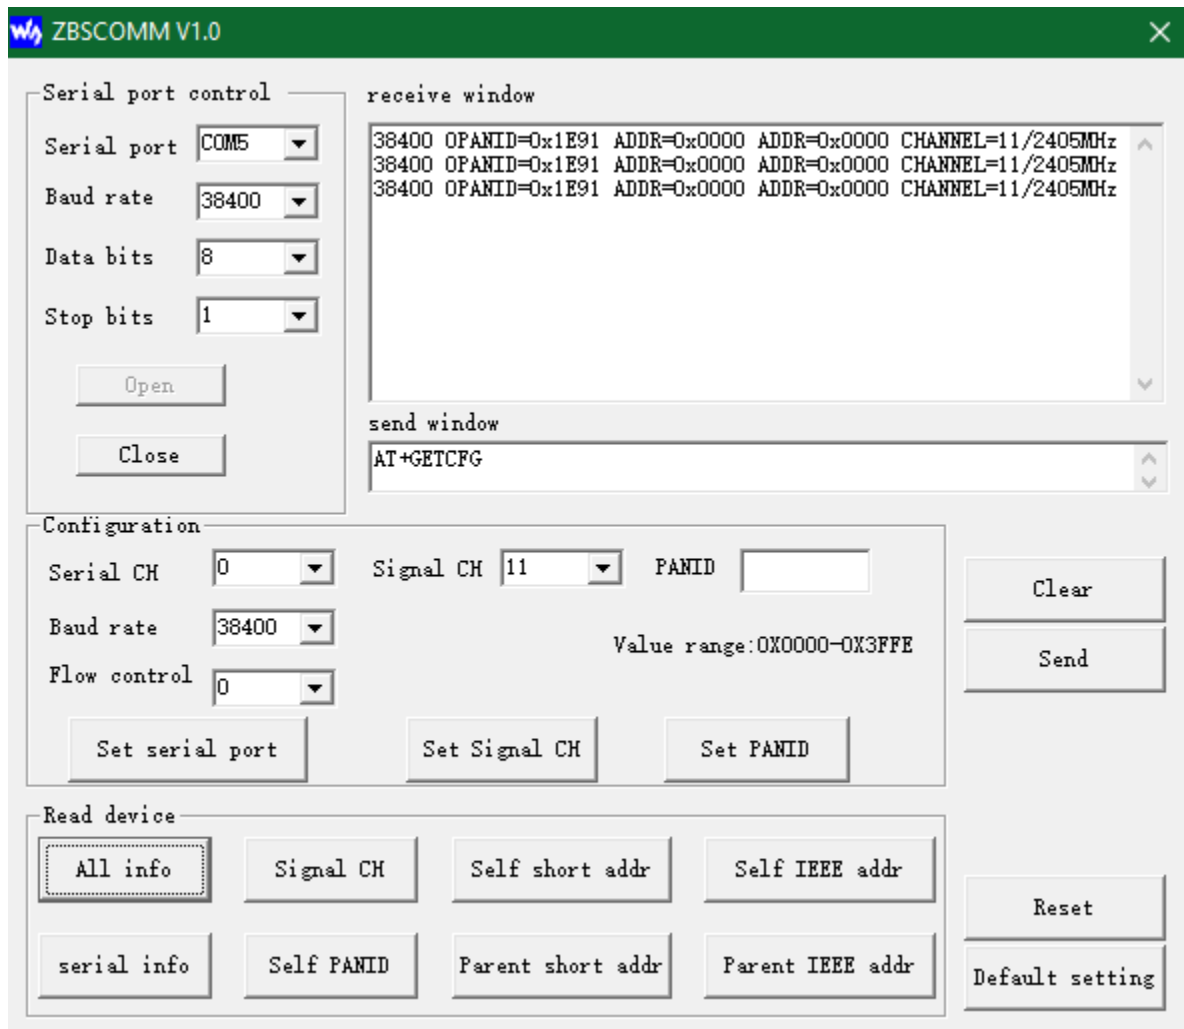 ZBSCOMM V1.0
Serial port control
Serial port COM5
Baud rate 38400
Data bits 8
Stop bits 1
Open
Close
receive window
38400 OPANID=0x1E91 ADDR=0x0000 ADDR=0x0000 CHANNEL=11/2405MHz
38400 OPANID=0x1E91 ADDR=0x0000 ADDR=0x0000 CHANNEL=11/2405MHz
38400 OPANID=0x1E91 ADDR=0x0000 ADDR=0x0000 CHANNEL=11/2405MHz
send window
AT+GETCFG
Configuration
Serial CH 0 Signal CH 11 PANID
Baud rate 38400
Value range:0X0000-0X3FFE
Flow control 0
Set serial port Set Signal CH Set PANID
Clear
Send
Read device
All info Signal CH Self short addr Self IEEE addr
serial info Self PANID Parent short addr Parent IEEE addr
Reset
Default setting